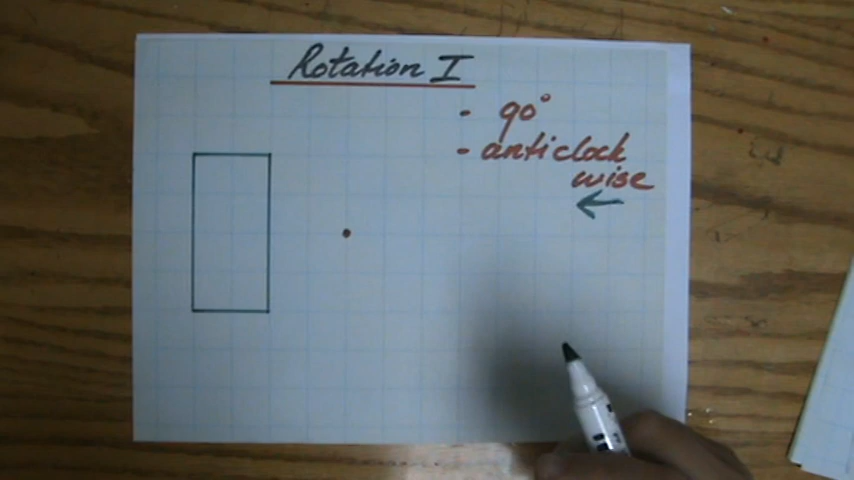 Rotation I
- 90°
- anticlock
wise
←